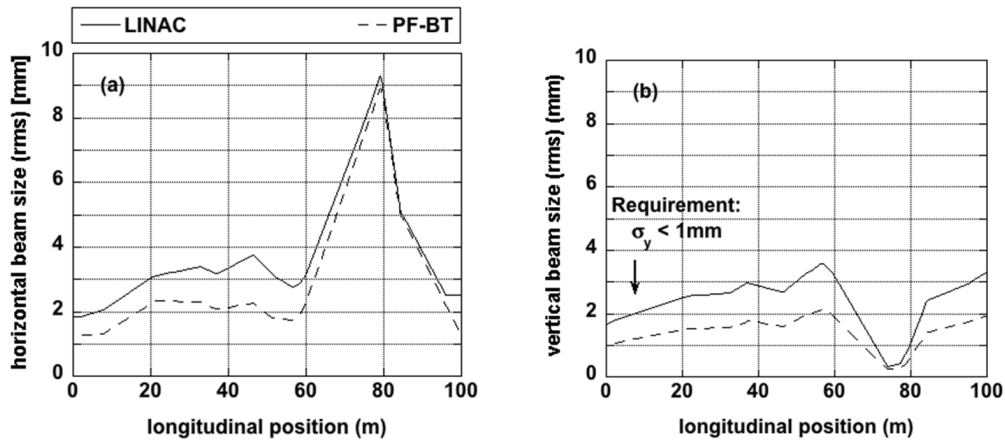 LINAC PF-BT
(a)
horizontal beam size (rms) [mm]
10
8
6
4
2
0
0 20 40 60 80 100
longitudinal position (m)
(b)
vertical beam size (rms) (mm)
10
8
6
4
2
0
Requirement:
σy < 1mm
0 20 40 60 80 100
longitudinal position (m)